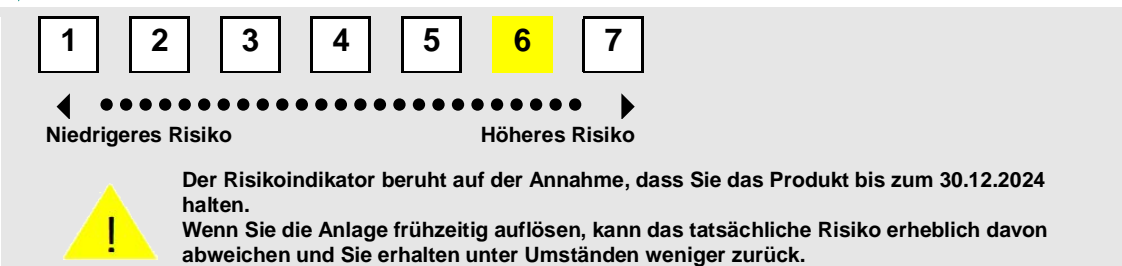 1 2 3 4 5 6 7
Niedrigeres Risiko Höheres Risiko
Der Risikoindikator beruht auf der Annahme, dass Sie das Produkt bis zum 30.12.2024
halten.
!
Wenn Sie die Anlage frühzeitig auflösen, kann das tatsächliche Risiko erheblich davon
abweichen und Sie erhalten unter Umständen weniger zurück.